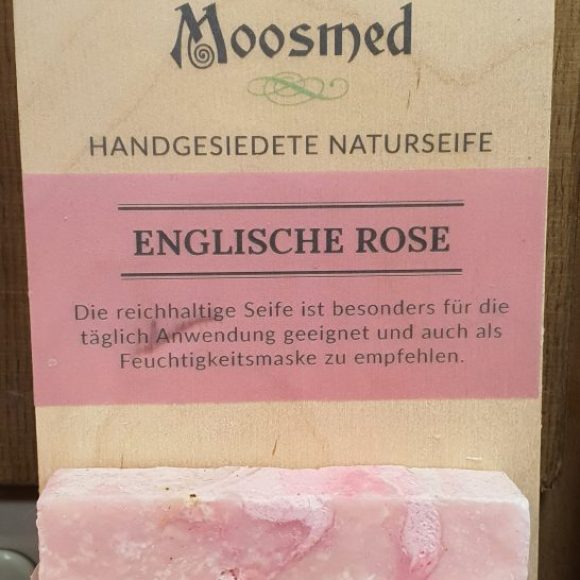 Moosmed
HANDGESIEDETE NATURSEIFE
ENGLISCHE ROSE
Die reichhaltige Seife ist besonders für die
täglich Anwendung geeignet und auch als
Feuchtigkeitsmaske zu empfehlen.